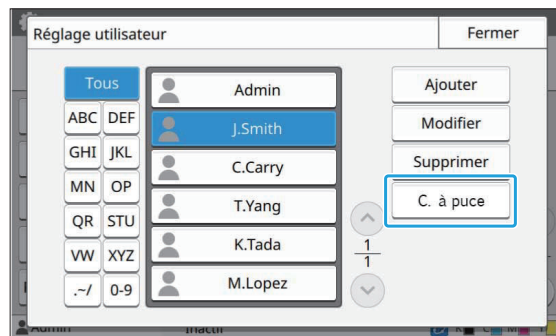 Réglage utilisateur
Fermer
Tous
ABC DEF
GHI JKL
MN OP
QR STU
VW XYZ
.~/ 0-9
Admin
J.Smith
C.Carry
T.Yang
K.Tada
M.Lopez
1
1
Ajouter
Modifier
Supprimer
C. à puce
Admin
Inactif